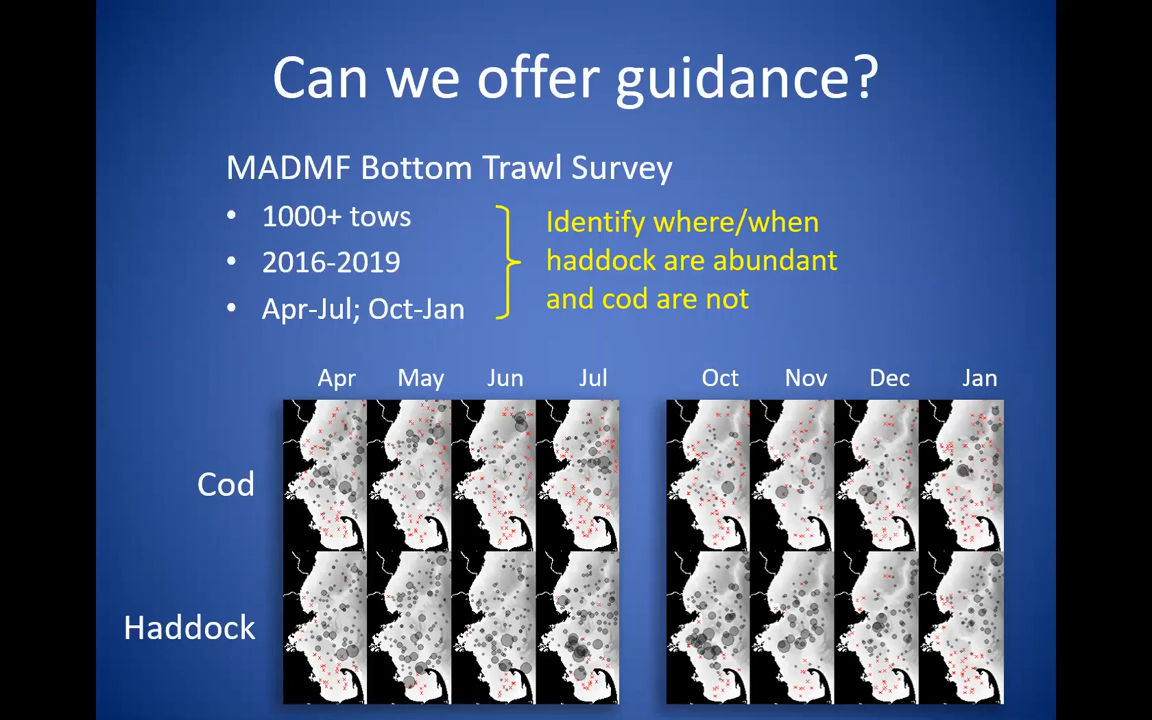 Can we offer guidance?
MADMF Bottom Trawl Survey
• 1000+ tows
• 2016-2019
• Apr-Jul; Oct-Jan
Identify where/when
haddock are abundant
and cod are not
Apr May Jun Jul Oct Nov Dec Jan
Cod
Haddock